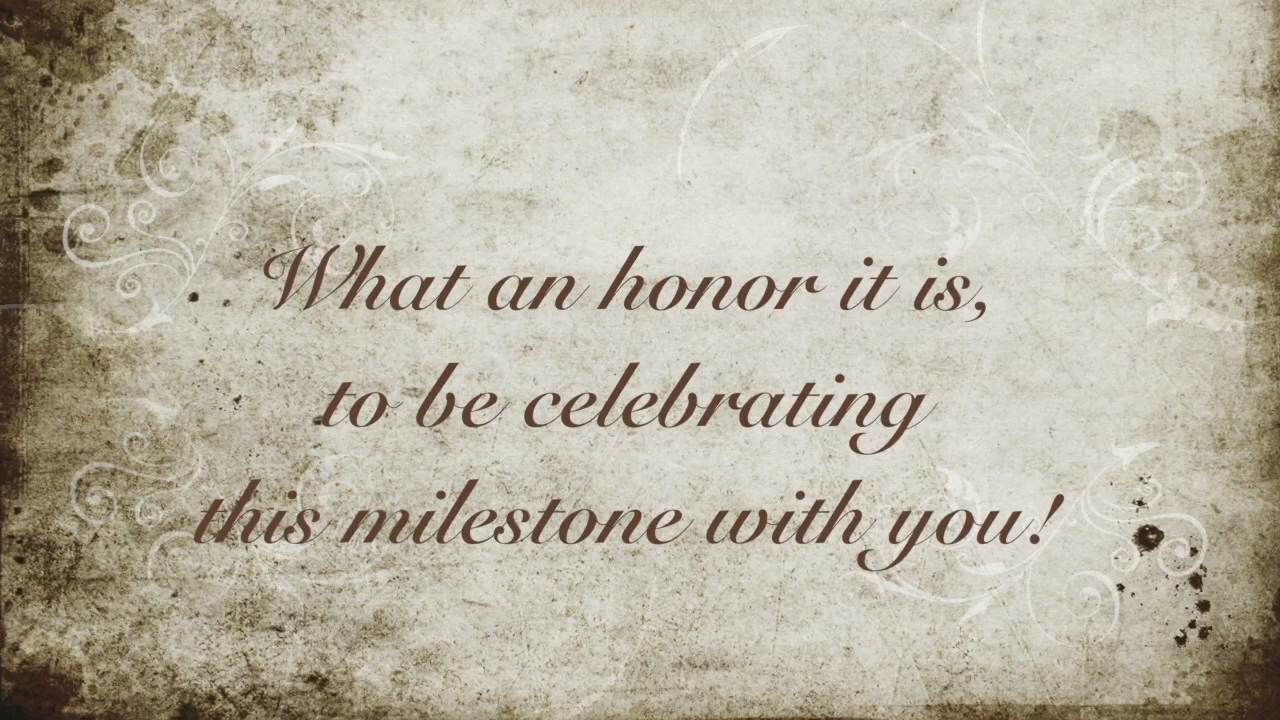 What an honor it is,
to be celebrating
this milestone with you!